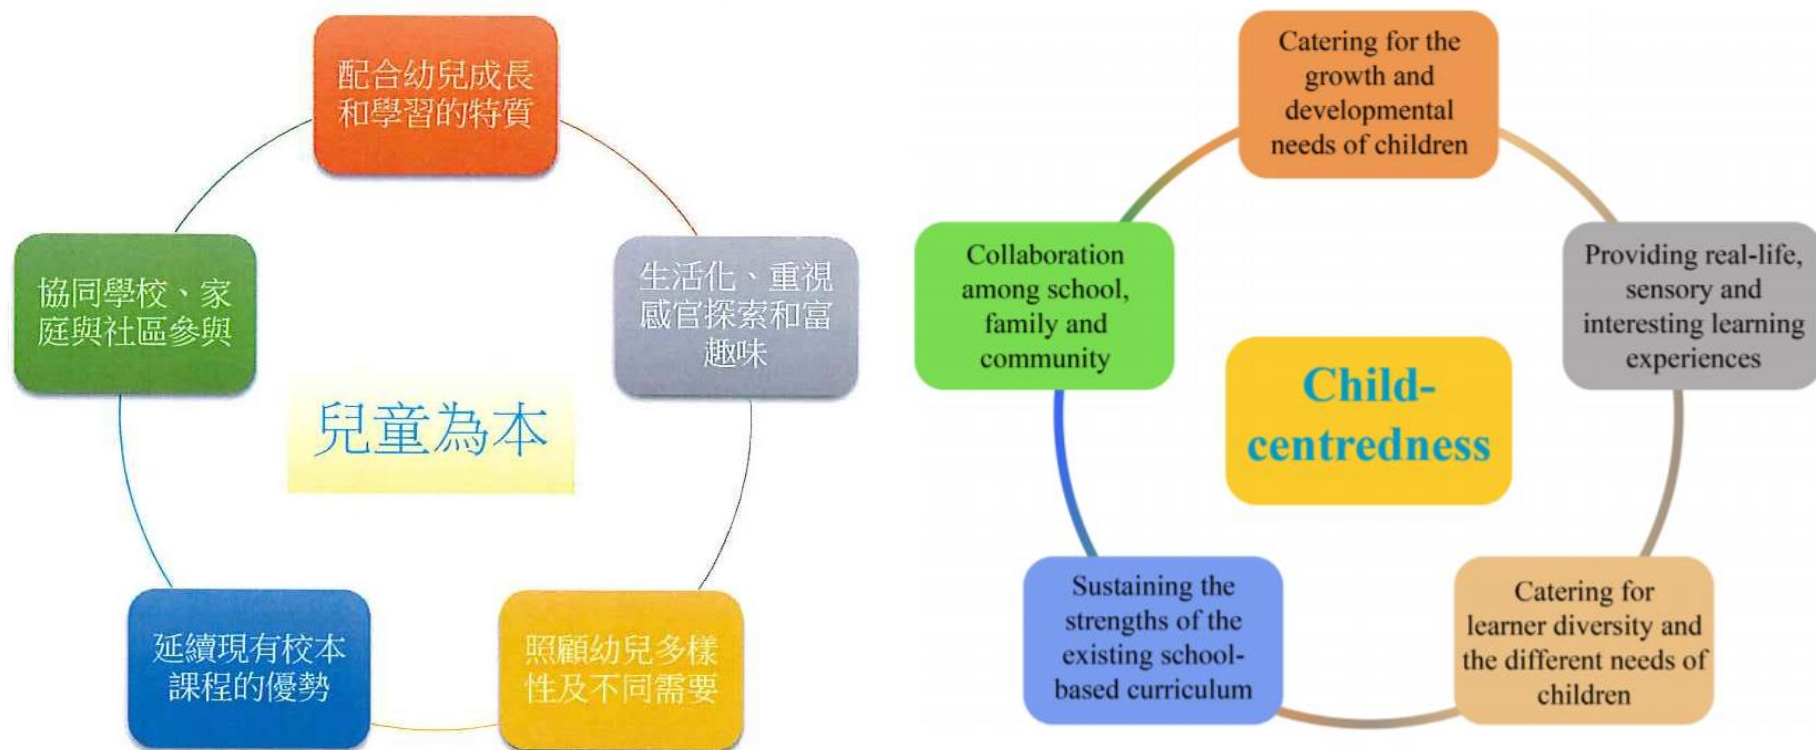 配合幼兒成長
和學習的特質
生活化、重視
感官探索和富
趣味
照顧幼兒多樣
性及不同需要
延續現有校本
課程的優勢
協同學校、家
庭與社區參與
兒童為本
Catering for the
growth and
developmental
needs of children
Providing real-life,
sensory and
interesting learning
experiences
Catering for
learner diversity and
the different needs of
children
Sustaining the
strengths of the
existing school-
based curriculum
Collaboration
among school,
family and
community
Child-
centredness